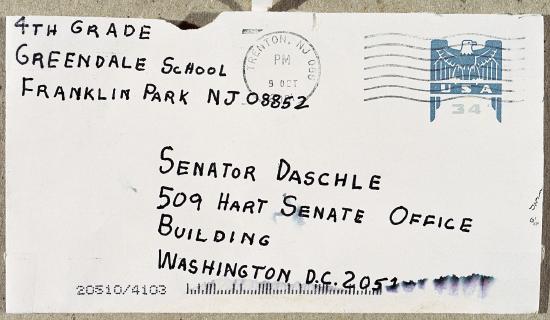 4TH GRADE
GREENDALE SCHOOL
FRANKLIN PARK NJ 08852
TRENTON, NJ
PM
9 OCT
USA
34
SENATOR DASCHLE
509 HART SENATE OFFICE
BUILDING
WASHINGTON D.C. 2051
20510/4103